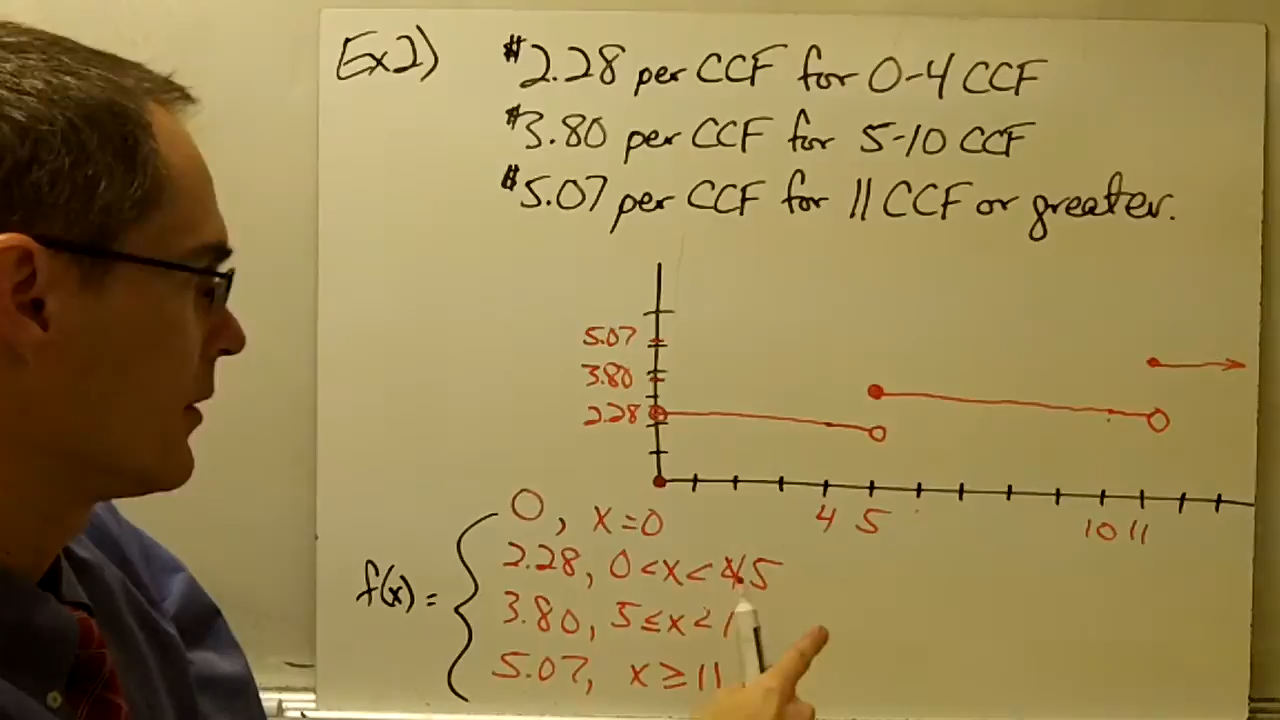 Ex2) $2.28 per CCF for 0-4 CCF
$3.80 per CCF for 5-10 CCF
$5.07 per CCF for 11 CCF or greater.
5.07
3.80
2.28
4 5 10 11
0, x=0
2.28, 0<x<5
f(x)= 3.80, 5≤x<1
5.07, x≥11